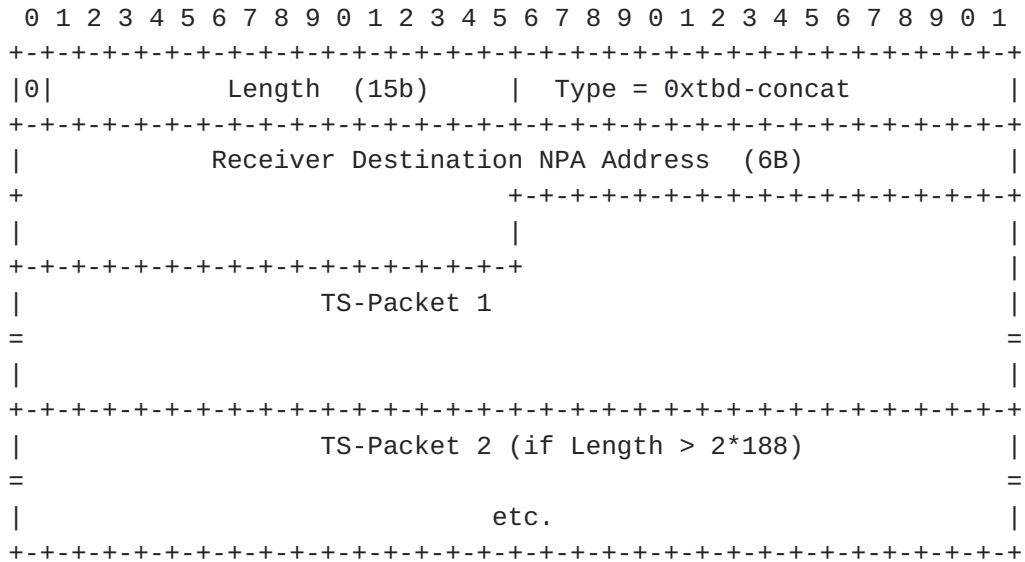 0 1 2 3 4 5 6 7 8 9 0 1 2 3 4 5 6 7 8 9 0 1 2 3 4 5 6 7 8 9 0 1
+-+-+-+-+-+-+-+-+-+-+-+-+-+-+-+-+-+-+-+-+-+-+-+-+-+-+-+-+-+-+-+-+
|0|           Length  (15b)     |  Type = 0xtbd-concat          |
+-+-+-+-+-+-+-+-+-+-+-+-+-+-+-+-+-+-+-+-+-+-+-+-+-+-+-+-+-+-+-+-+
|            Receiver Destination NPA Address  (6B)             |
+                               +-+-+-+-+-+-+-+-+-+-+-+-+-+-+-+-+
|                               |                               |
+-+-+-+-+-+-+-+-+-+-+-+-+-+-+-+-+                               |
|                   TS-Packet 1                                 |
=                                                               =
|                                                               |
+-+-+-+-+-+-+-+-+-+-+-+-+-+-+-+-+-+-+-+-+-+-+-+-+-+-+-+-+-+-+-+-+
|                   TS-Packet 2 (if Length > 2*188)             |
=                                                               =
|                              etc.                             |
+-+-+-+-+-+-+-+-+-+-+-+-+-+-+-+-+-+-+-+-+-+-+-+-+-+-+-+-+-+-+-+-+